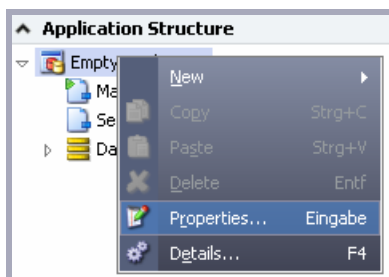 Application Structure
Empty
New
Ma
Copy Strg+C
Se
Paste Strg+V
Da
Delete Entf
Properties... Eingabe
Details... F4